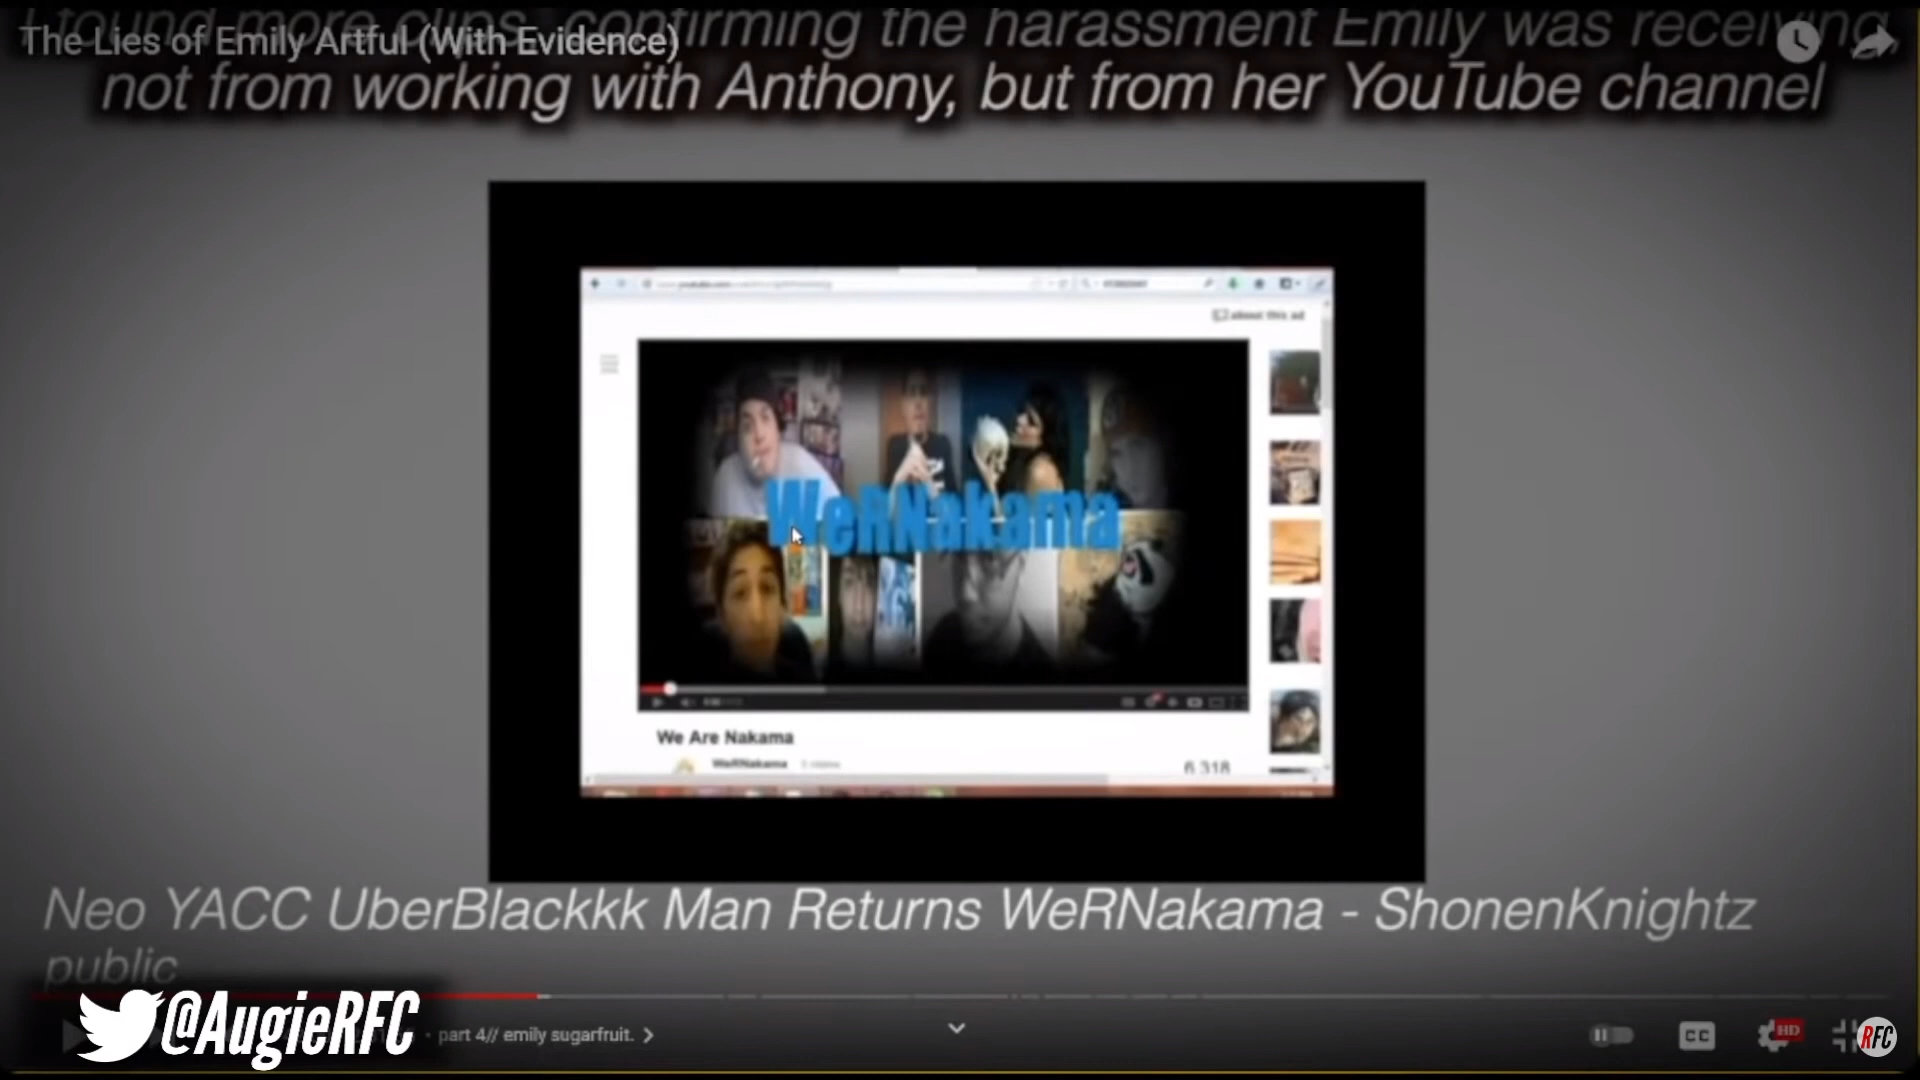 I found more clips, confirming the harassment Emily was receiving
The Lies of Emily Artful (With Evidence)
not from working with Anthony, but from her YouTube channel
about this ad
WeRNakama
We Are Nakama
WeRNakama
6,318
Neo YACC UberBlackkk Man Returns WeRNakama - ShonenKnightz
public
@AugieRFC
• part 4// emily sugarfruit. >
CC
HD
RFC